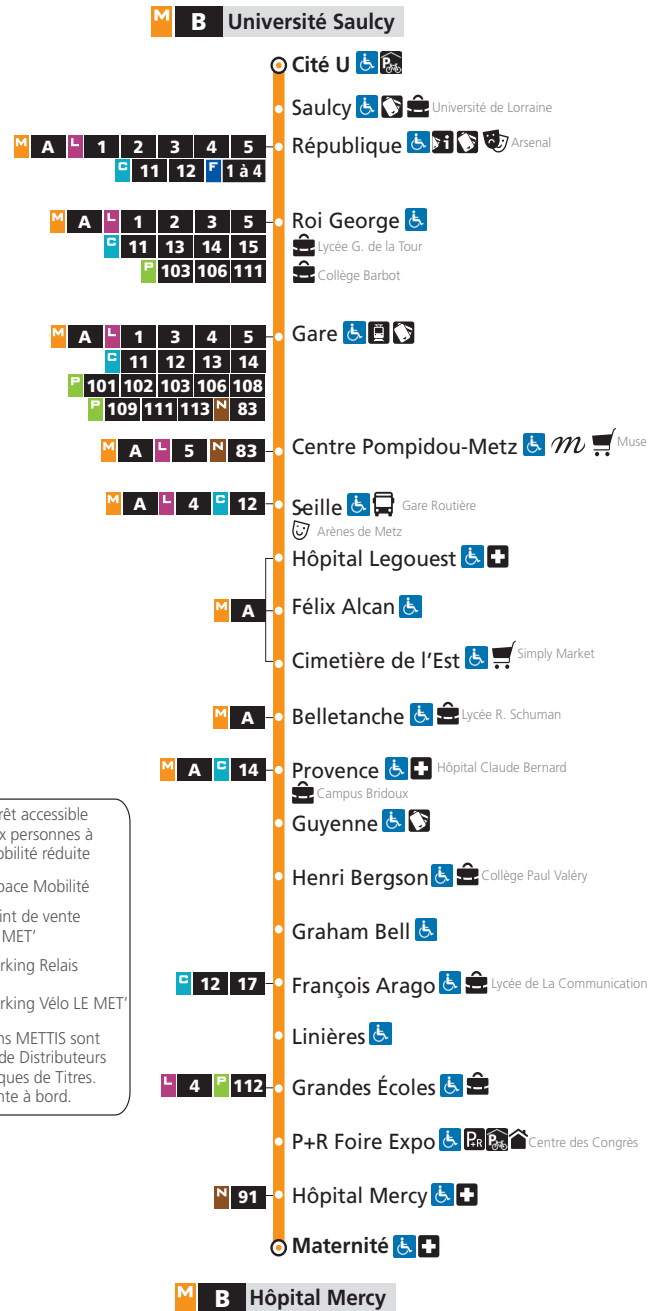 M B Université Saulcy
Cité U
Saulcy Université de Lorraine
M A L 1 2 3 4 5 République i Arsenal
C 11 12 F 1 à 4
M A L 1 2 3 5 Roi George
C 11 13 14 15 Lycée G. de la Tour
P 103 106 111 Collège Barbot
M A L 1 3 4 5 Gare
C 11 12 13 14
P 101 102 103 106 108
P 109 111 113 N 83
M A L 5 N 83 Centre Pompidou-Metz m Muse
M A L 4 C 12 Seille Gare Routière
Arènes de Metz
Hôpital Legouest
M A Félix Alcan
Cimetière de l'Est Simply Market
M A Belletanche Lycée R. Schuman
M A C 14 Provence Hôpital Claude Bernard
Campus Bridoux
Guyenne
Henri Bergson Collège Paul Valéry
Graham Bell
C 12 17 François Arago Lycée de La Communication
Linières
L 4 P 112 Grandes Écoles
P+R Foire Expo P+R P Centre des Congrès
N 91 Hôpital Mercy
Maternité
M B Hôpital Mercy
rêt accessible
x personnes à
obilité réduite
pace Mobilité
int de vente
MET'
rking Relais
rking Vélo LE MET'
ns METTIS sont
de Distributeurs
ques de Titres.
nte à bord.